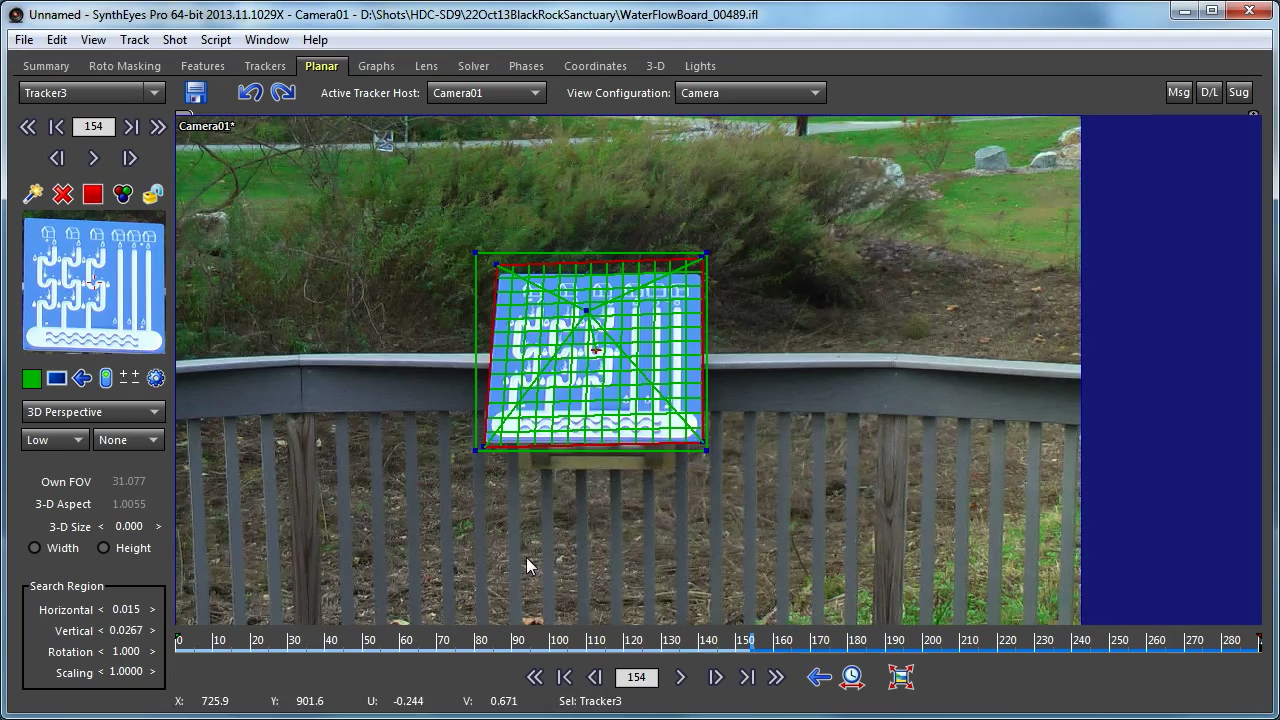 Unnamed - SynthEyes Pro 64-bit 2013.11.1029X - Camera01 - D:\Shots\HDC-SD9\22Oct13BlackRockSanctuary\WaterFlowBoard_00489.ifl
File Edit View Track Shot Script Window Help
Summary Roto Masking Features Trackers Planar Graphs Lens Solver Phases Coordinates 3-D Lights
Tracker3 Active Tracker Host: Camera01 View Configuration: Camera Msg D/L Sug
154
Camera01*
3D Perspective
Low None
Own FOV 31.077
3-D Aspect 1.0055
3-D Size < 0.000 >
Width Height
Search Region
Horizontal < 0.015 >
Vertical < 0.0267 >
Rotation < 1.000 >
Scaling < 1.0000 >
0 10 20 30 40 50 60 70 80 90 100 110 120 130 140 150 160 170 180 190 200 210 220 230 240 250 260 270 280
154
X: 725.9 Y: 901.6 U: -0.244 V: 0.671 Sel: Tracker3